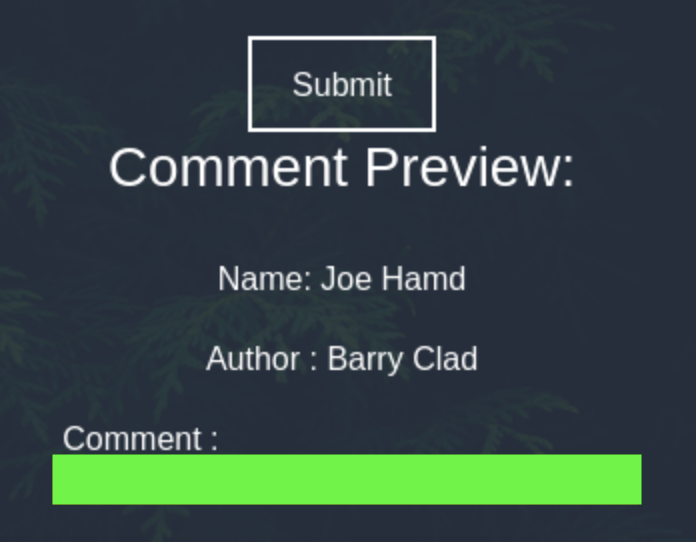 Submit
Comment Preview:
Name: Joe Hamd
Author : Barry Clad
Comment :